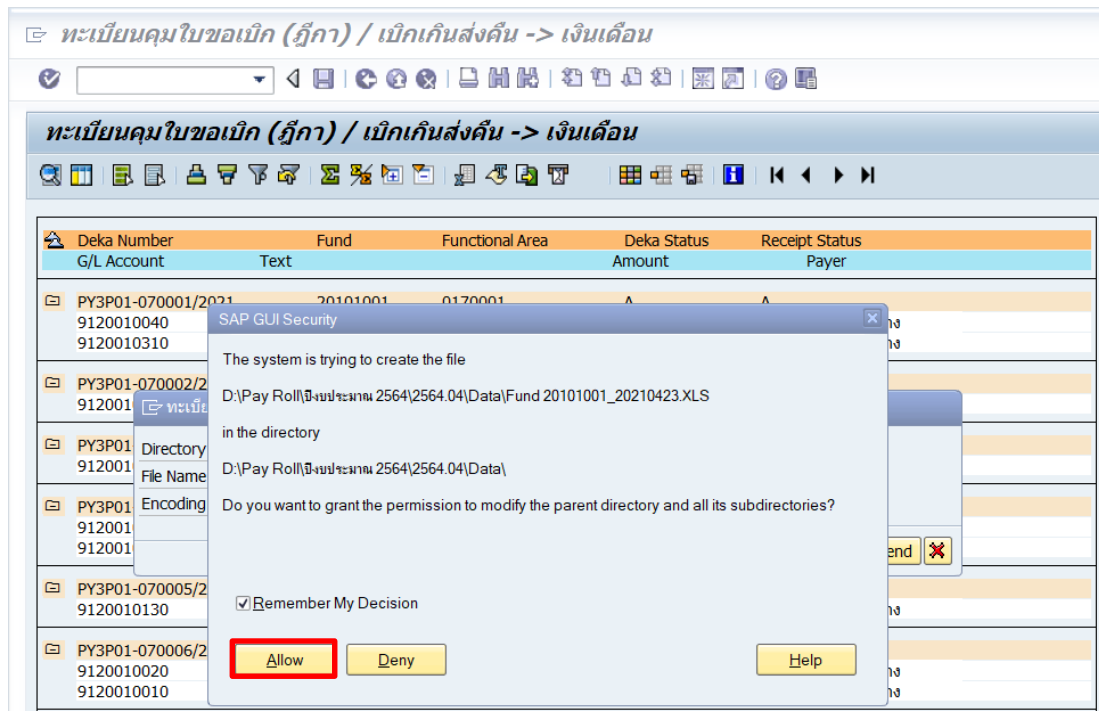 ทะเบียนคุมใบขอเบิก (ฎีกา) / เบิกเกินส่งคืน -> เงินเดือน
ทะเบียนคุมใบขอเบิก (ฎีกา) / เบิกเกินส่งคืน -> เงินเดือน
Deka Number Fund Functional Area Deka Status Receipt Status
G/L Account Text Amount Payer
PY3P01-070001/2021 20101001 0170001 A A
9120010040
9120010310
PY3P01-070002/2
912001
PY3P01
912001
PY3P01
912001
912001
PY3P01-070005/2
9120010130
PY3P01-070006/2
9120010020
9120010010
ทะเบีย
Directory
File Name
Encoding
end
SAP GUI Security
The system is trying to create the file
D:\Pay Roll\ปีงบประมาณ 2564\2564.04\Data\Fund 20101001_20210423.XLS
in the directory
D:\Pay Roll\ปีงบประมาณ 2564\2564.04\Data\
Do you want to grant the permission to modify the parent directory and all its subdirectories?
Remember My Decision
Allow Deny Help